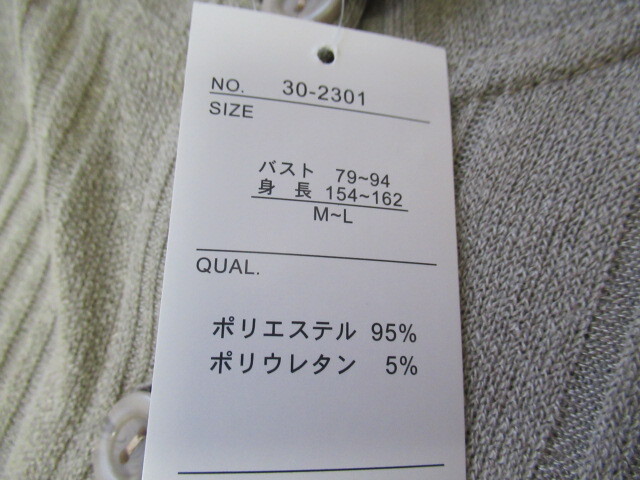 NO. 30-2301
SIZE
バスト 79~94
身長 154~162
M~L
QUAL.
ポリエステル 95%
ポリウレタン 5%